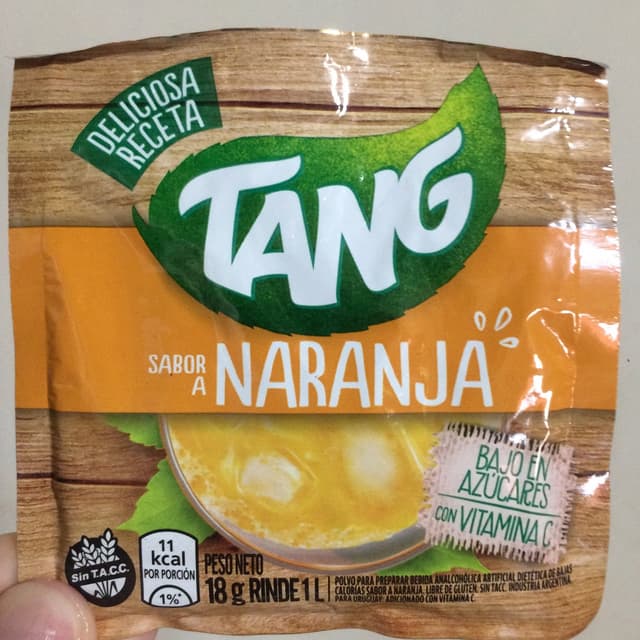 DELICIOSA
RECETA
TANG
SABOR
A
NARANJA
BAJO EN
AZÚCARES
CON VITAMINA C
Sin T.A.C.C.
11
kcal
POR PORCIÓN
1%*
PESO NETO
18 g RINDE 1 L
POLVO PARA PREPARAR BEBIDA ANALCOHÓLICA ARTIFICIAL DIETÉTICA DE BAJAS
CALORÍAS SABOR A NARANJA. LIBRE DE GLUTEN, SIN TACC. INDUSTRIA ARGENTINA.
PARA URUGUAY: ADICIONADO CON VITAMINA C.